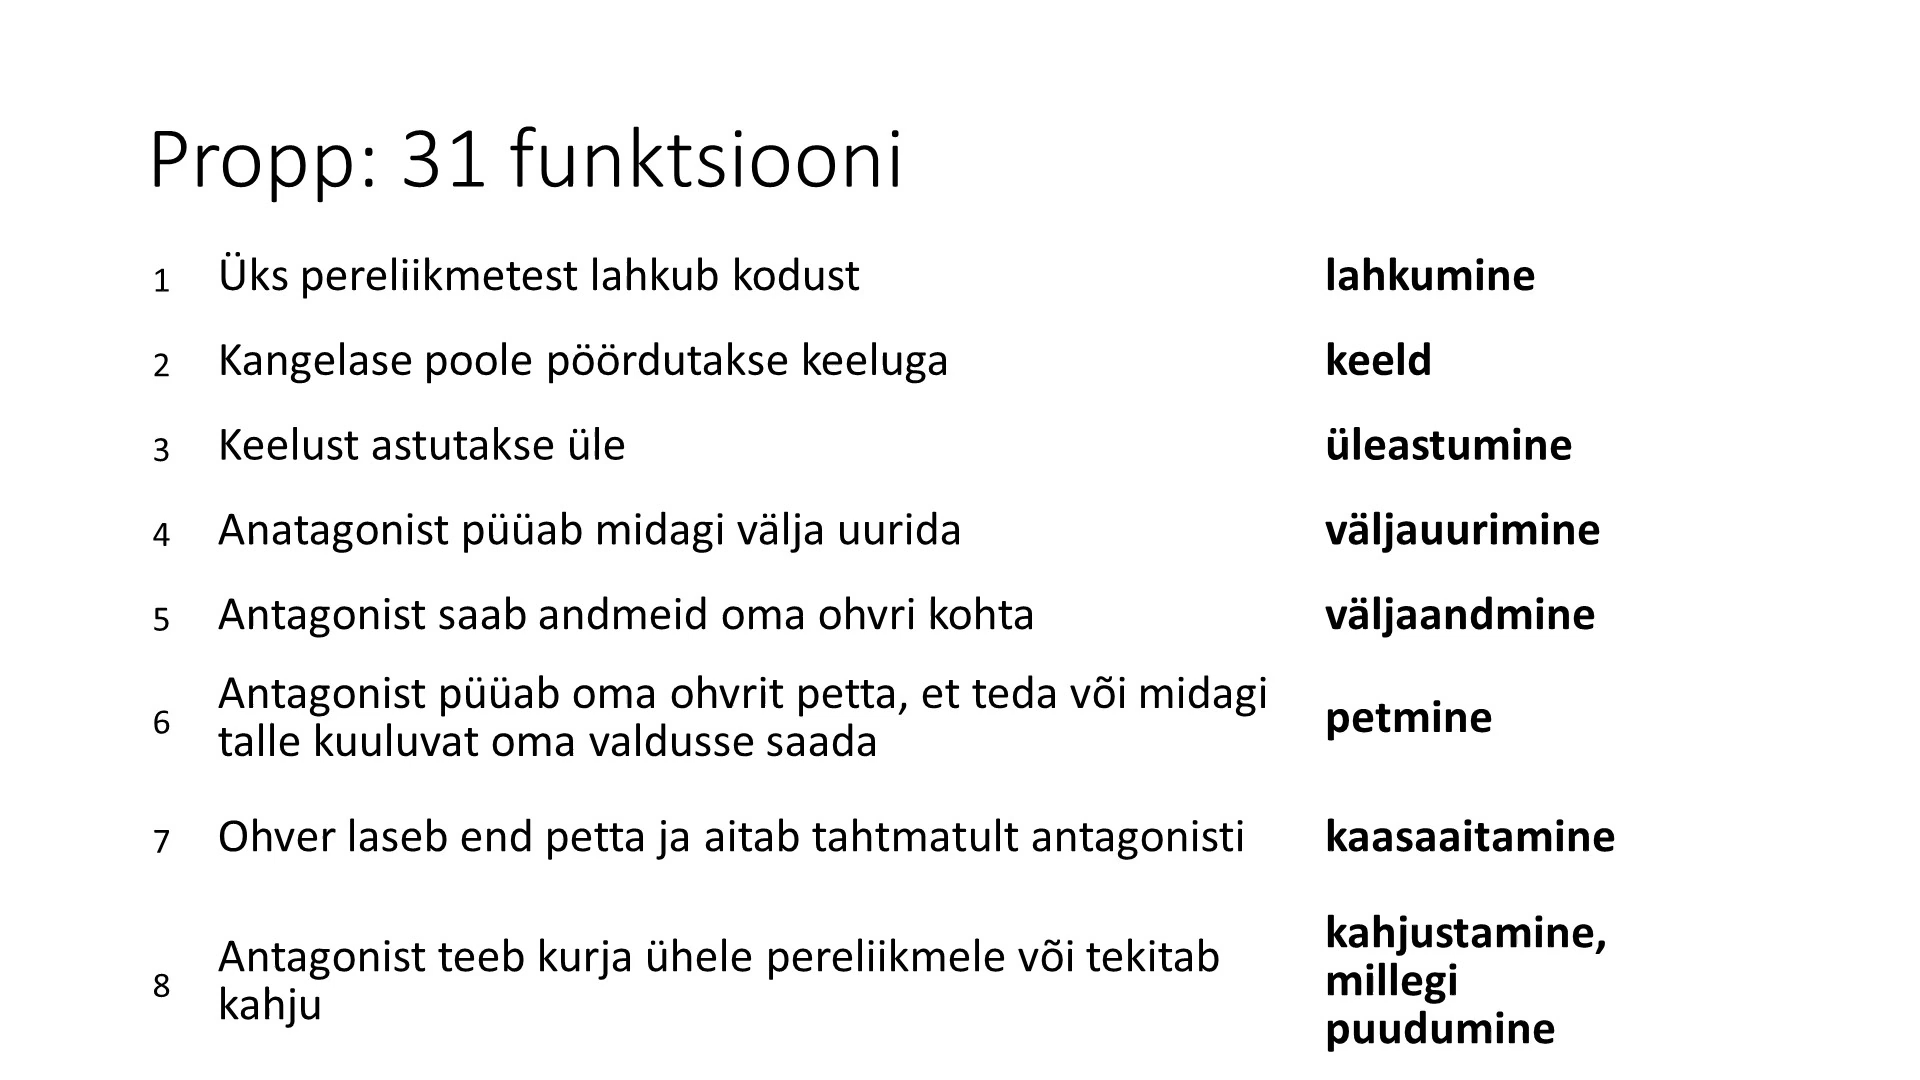 Propp: 31 funktsiooni
1 Üks pereliikmetest lahkub kodust lahkumine
2 Kangelase poole pöördutakse keeluga keeld
3 Keelust astutakse üle üleastumine
4 Anatagonist püüab midagi välja uurida väljauurimine
5 Antagonist saab andmeid oma ohvri kohta väljaandmine
6 Antagonist püüab oma ohvrit petta, et teda või midagi
talle kuuluvat oma valdusse saada
petmine
7 Ohver laseb end petta ja aitab tahtmatult antagonisti kaasaaitamine
8 Antagonist teeb kurja ühele pereliikmele või tekitab
kahju
kahjustamine,
millegi
puudumine